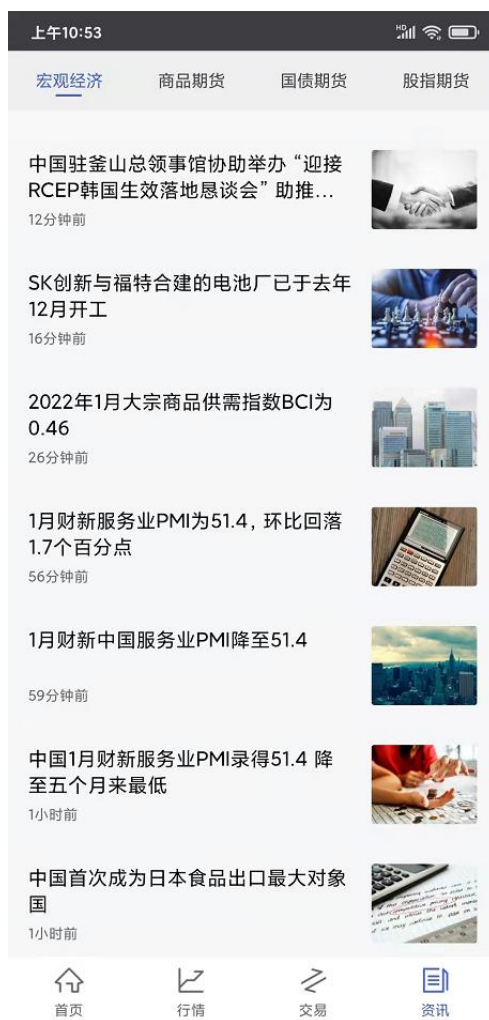 上午10:53
HD
宏观经济 商品期货 国债期货 股指期货
中国驻釜山总领事馆协助举办“迎接
RCEP韩国生效落地恳谈会”助推...
12分钟前
SK创新与福特合建的电池厂已于去年
12月开工
16分钟前
2022年1月大宗商品供需指数BCI为
0.46
26分钟前
1月财新服务业PMI为51.4，环比回落
1.7个百分点
56分钟前
1月财新中国服务业PMI降至51.4
59分钟前
中国1月财新服务业PMI录得51.4 降
至五个月来最低
1小时前
中国首次成为日本食品出口最大对象
国
1小时前
首页 行情 交易 资讯